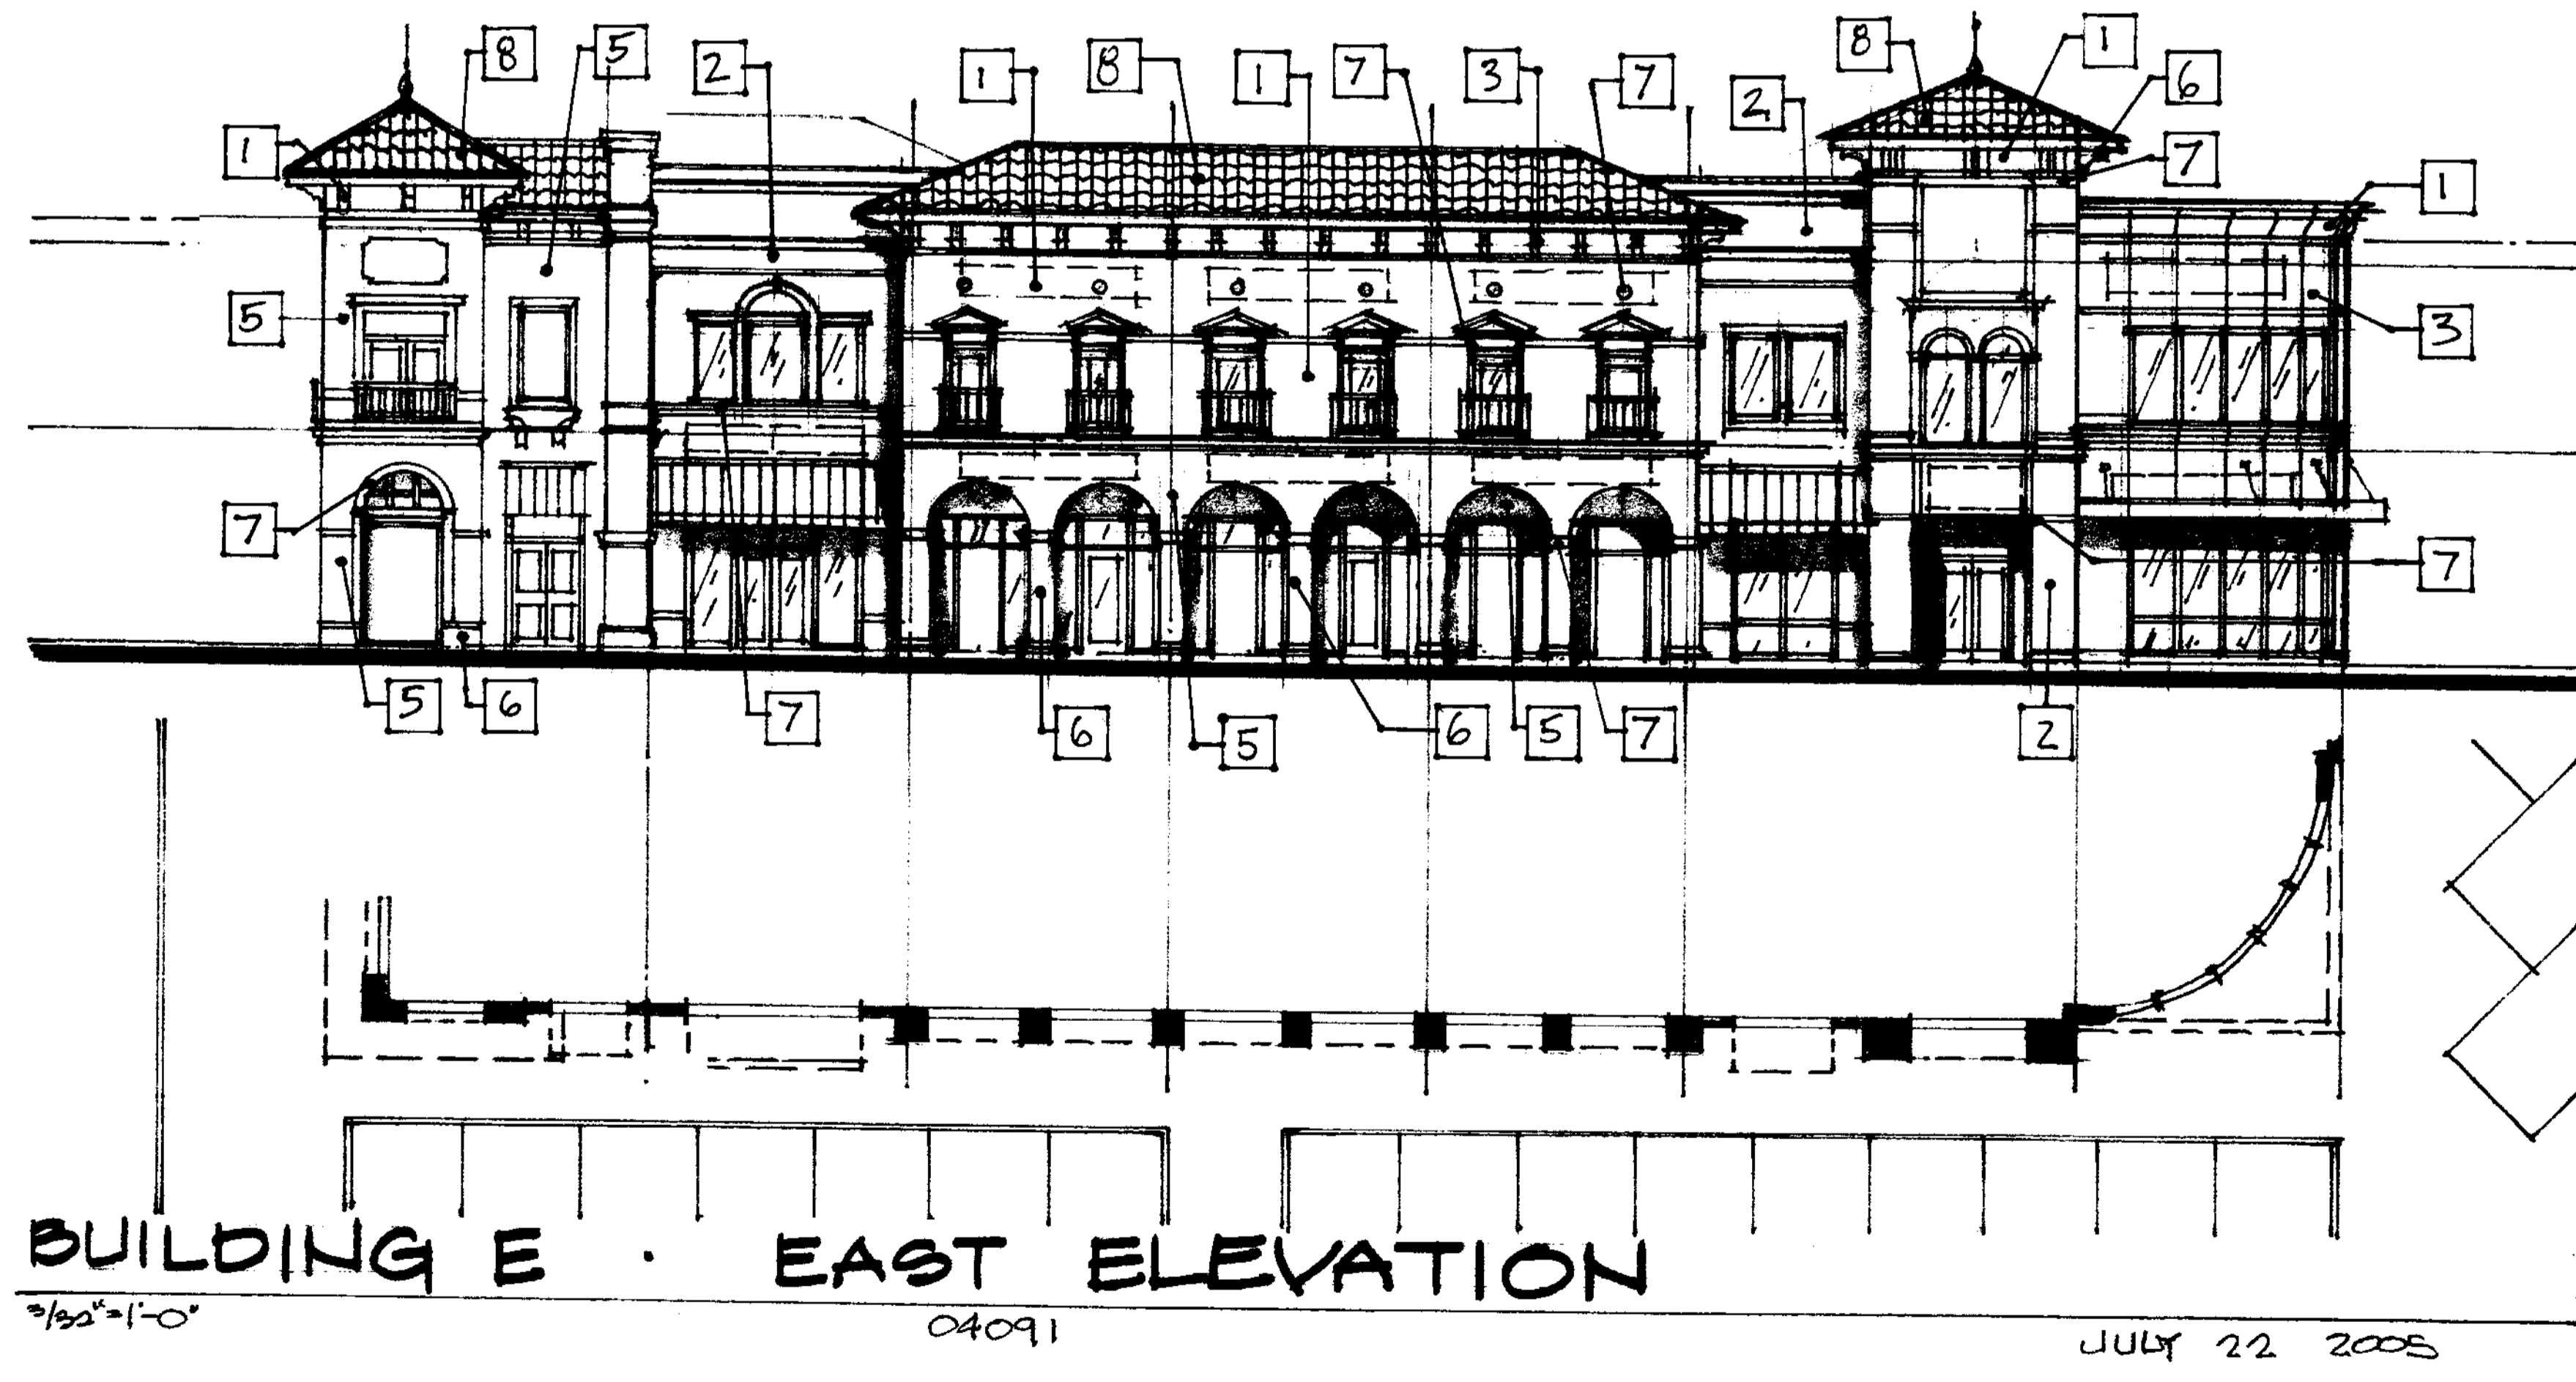 8 5 2 1 8 1 7 3 7 8 1
2 6
1 7 1
5 3
7 7
5 6 7 6 5 6 5 7 2
BUILDING E · EAST ELEVATION
3/32"=1'-0" 04091 JULY 22 2005